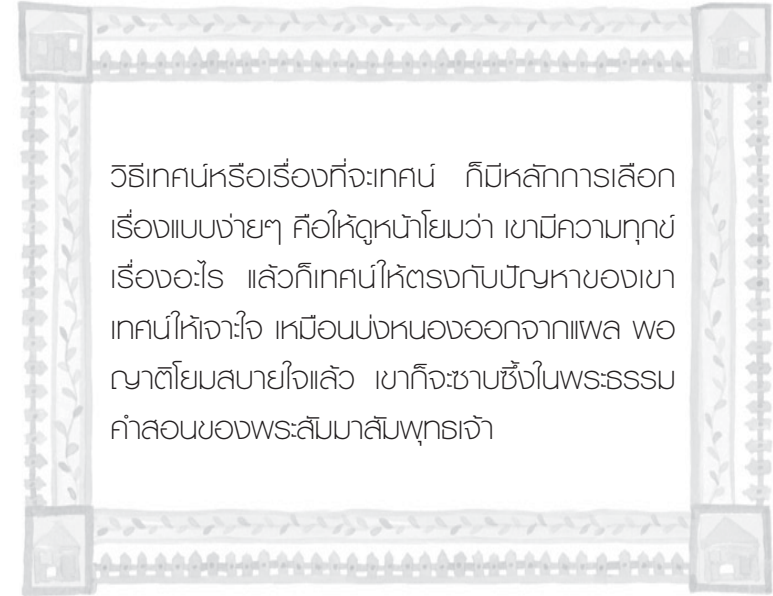 วิธีเทศน์หรือเรื่องที่จะเทศน์ ก็มีหลักการเลือก
เรื่องแบบง่ายๆ คือให้ดูหน้าโยมว่า เขามีความทุกข์
เรื่องอะไร แล้วก็เทศน์ให้ตรงกับปัญหาของเขา
เทศน์ให้เจาะใจ เหมือนบ่งหนองออกจากแผล พอ
ญาติโยมสบายใจแล้ว เขาก็จะซาบซึ้งในพระธรรม
คำสอนของพระสัมมาสัมพุทธเจ้า